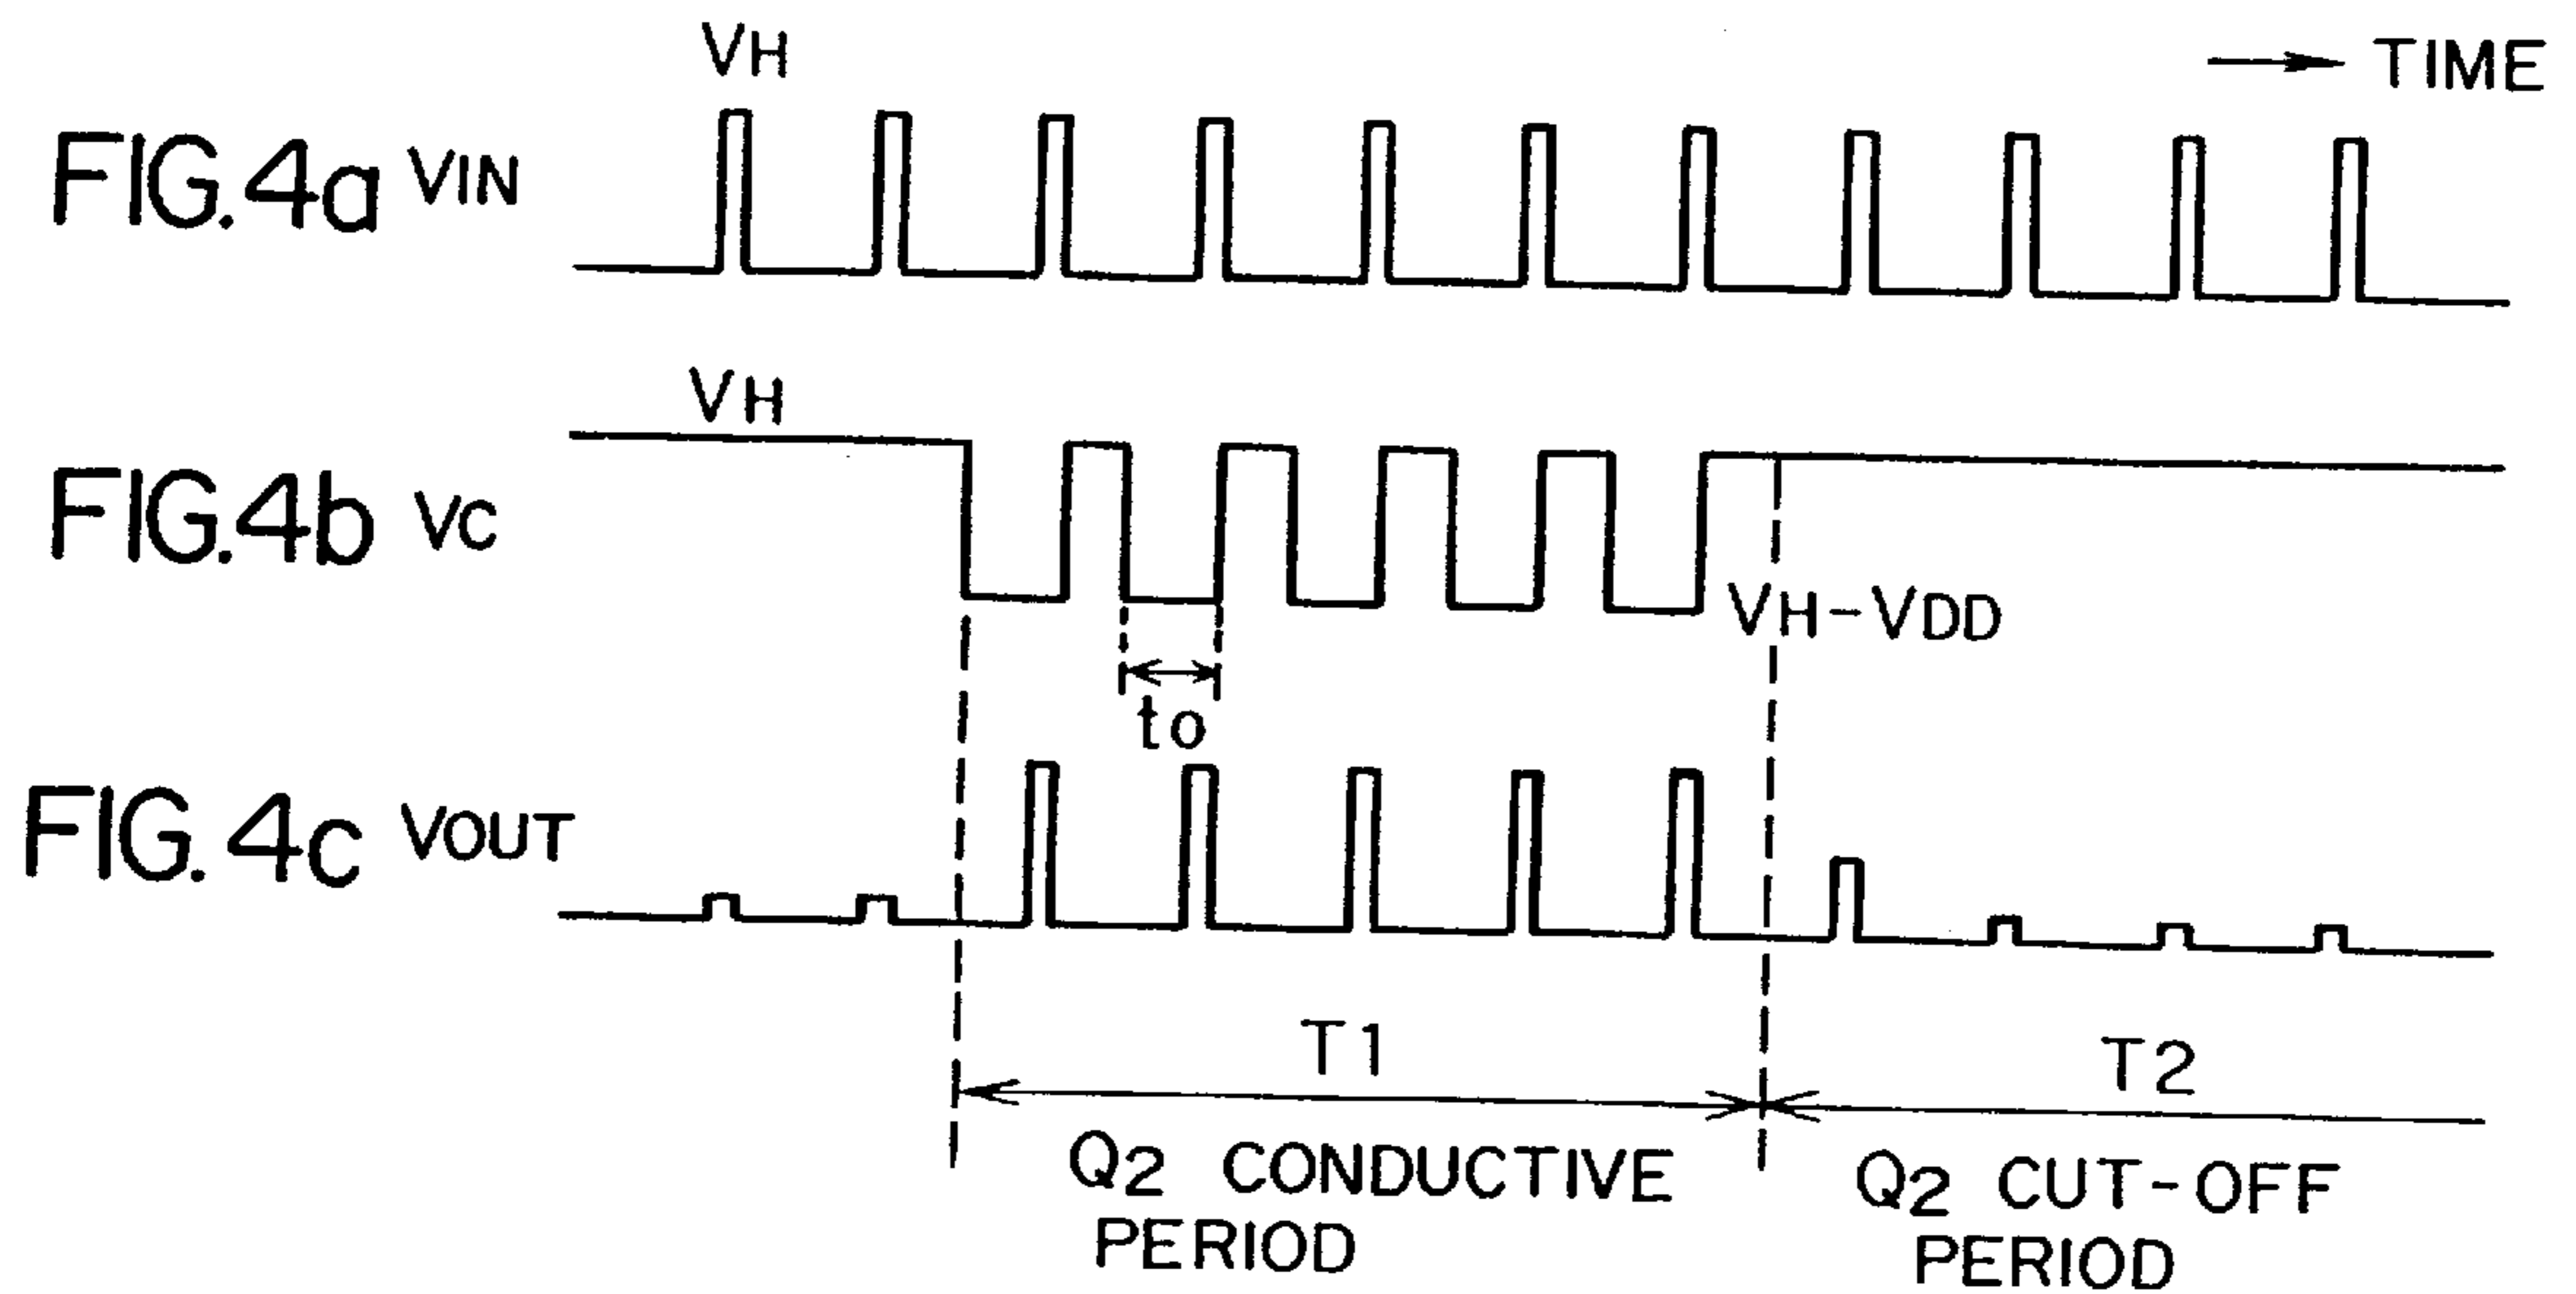 VH
TIME
FIG.4a VIN
VH
FIG.4b VC
VH-VDD
to
FIG.4c VOUT
T1
T2
Q2 CONDUCTIVE
PERIOD
Q2 CUT-OFF
PERIOD